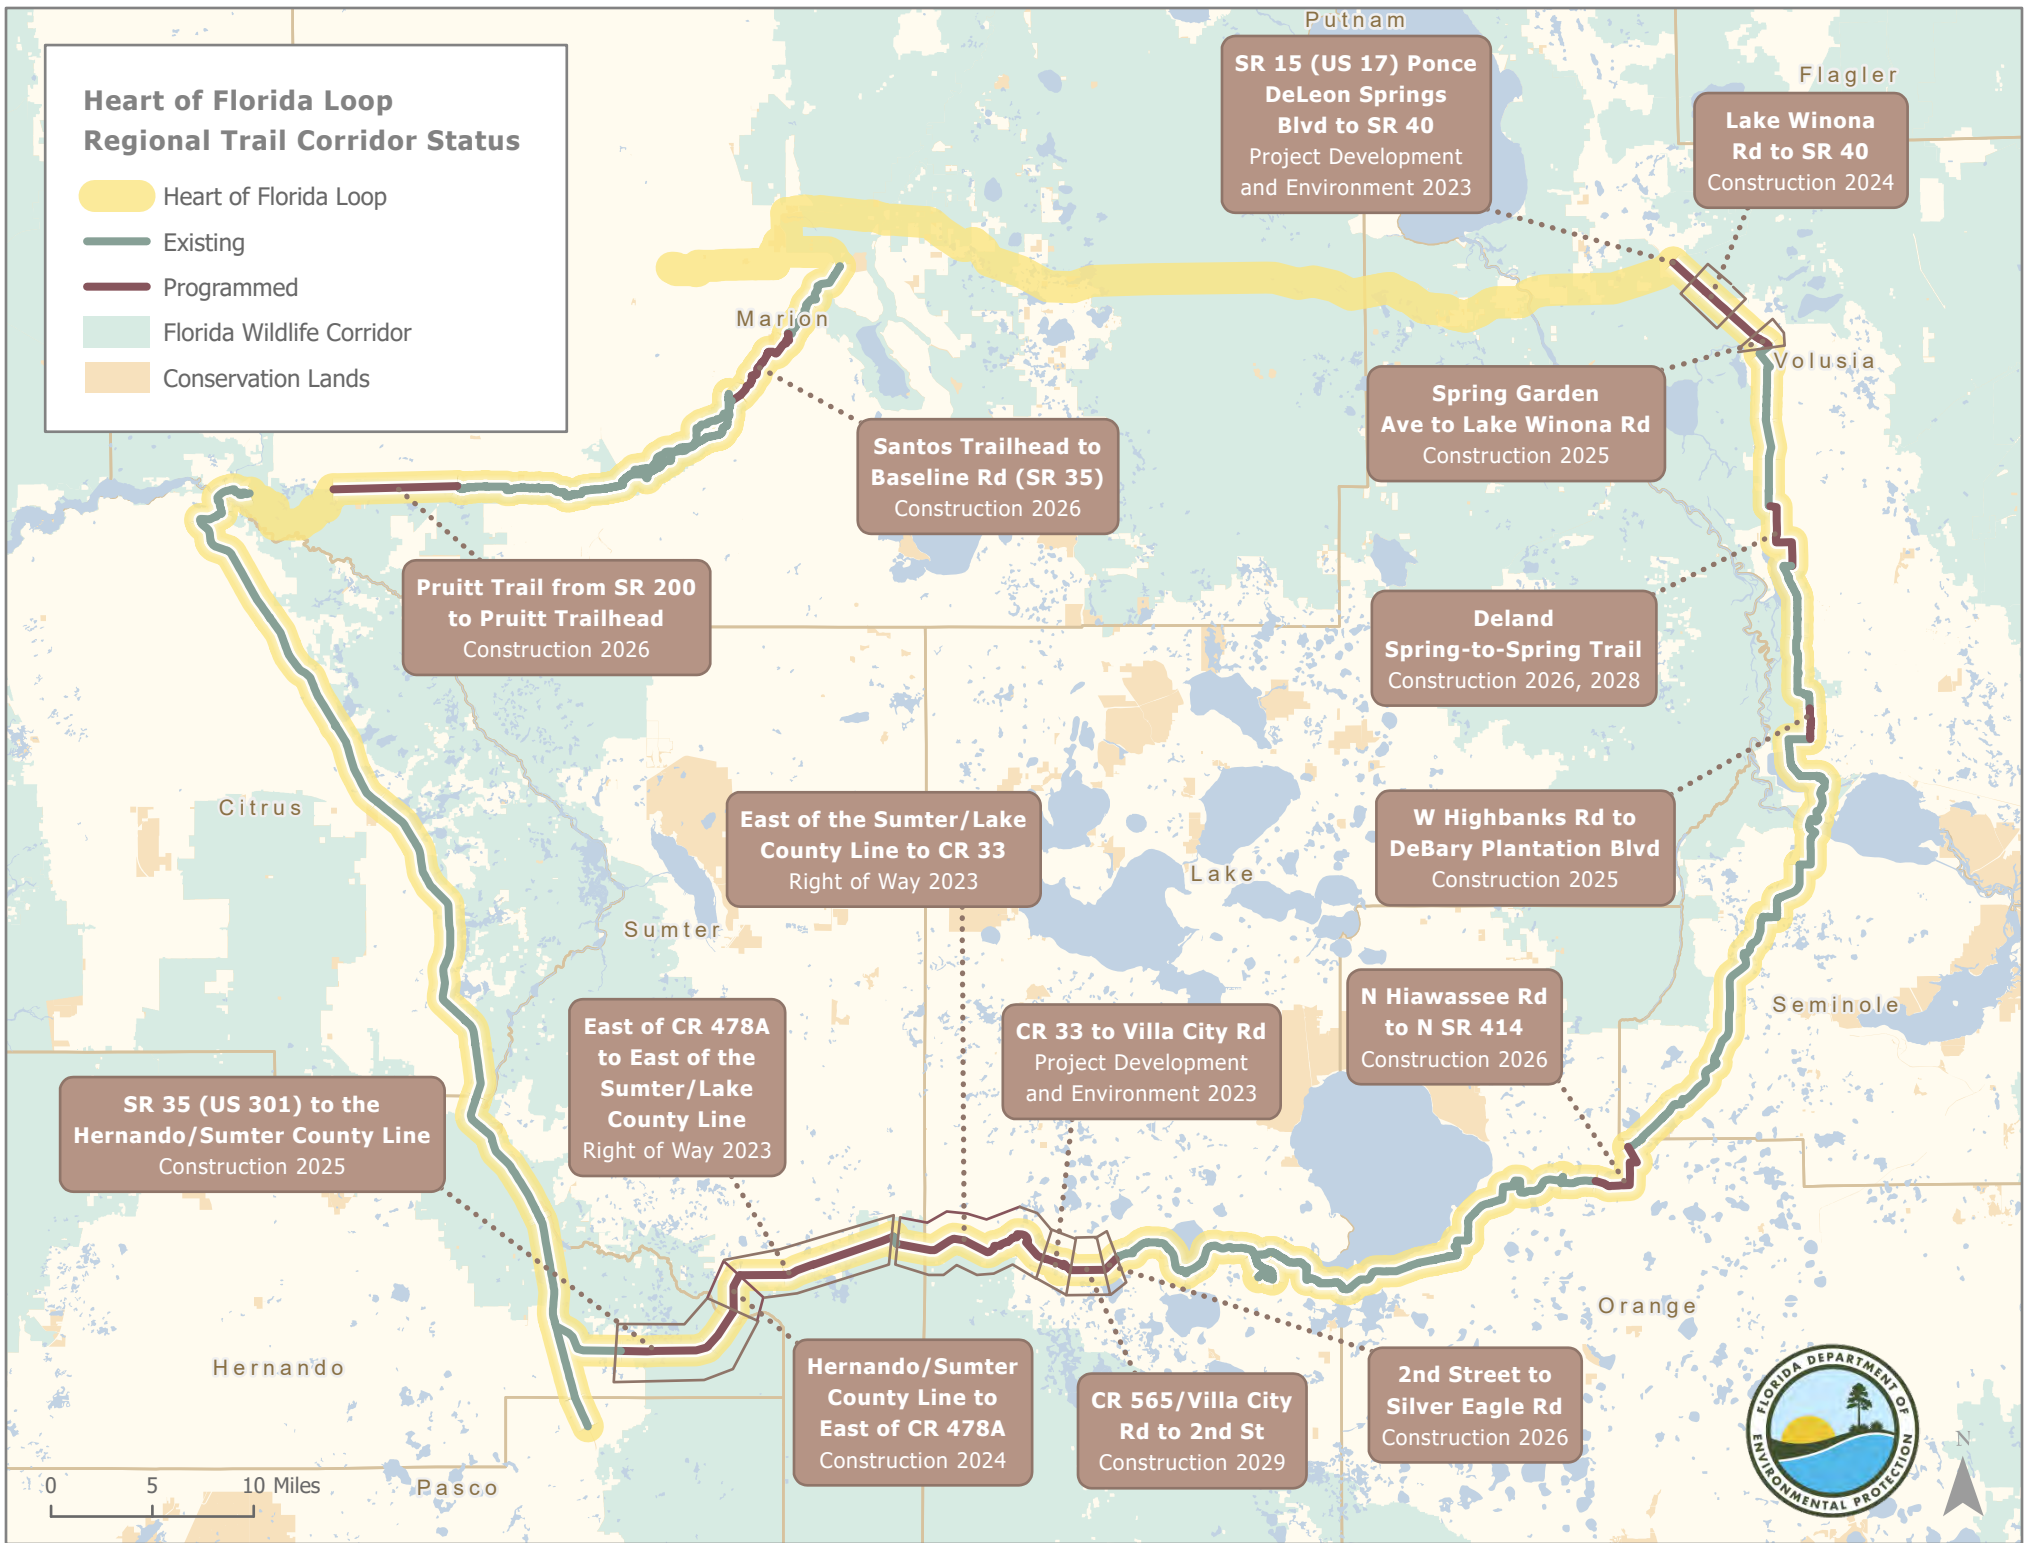 Heart of Florida Loop
Regional Trail Corridor Status
Heart of Florida Loop
Existing
Programmed
Florida Wildlife Corridor
Conservation Lands
Putnam
Flagler
SR 15 (US 17) Ponce
DeLeon Springs
Blvd to SR 40
Project Development
and Environment 2023
Lake Winona
Rd to SR 40
Construction 2024
Marion
Volusia
Spring Garden
Ave to Lake Winona Rd
Construction 2025
Santos Trailhead to
Baseline Rd (SR 35)
Construction 2026
Pruitt Trail from SR 200
to Pruitt Trailhead
Construction 2026
Deland
Spring-to-Spring Trail
Construction 2026, 2028
Citrus
East of the Sumter/Lake
County Line to CR 33
Right of Way 2023
W Highbanks Rd to
DeBary Plantation Blvd
Construction 2025
Lake
Sumter
N Hiawassee Rd
to N SR 414
Construction 2026
Seminole
East of CR 478A
to East of the
Sumter/Lake
County Line
Right of Way 2023
CR 33 to Villa City Rd
Project Development
and Environment 2023
SR 35 (US 301) to the
Hernando/Sumter County Line
Construction 2025
Orange
Hernando
Hernando/Sumter
County Line to
East of CR 478A
Construction 2024
CR 565/Villa City
Rd to 2nd St
Construction 2029
2nd Street to
Silver Eagle Rd
Construction 2026
FLORIDA DEPARTMENT OF
ENVIRONMENTAL PROTECTION
N
Pasco
0 5 10 Miles